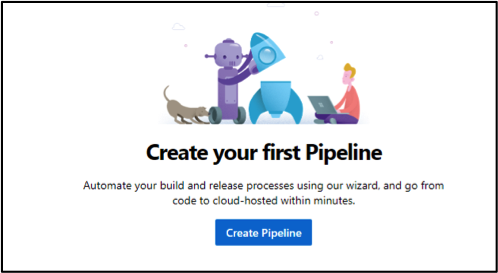 Create your first Pipeline
Automate your build and release processes using our wizard, and go from
code to cloud-hosted within minutes.
Create Pipeline